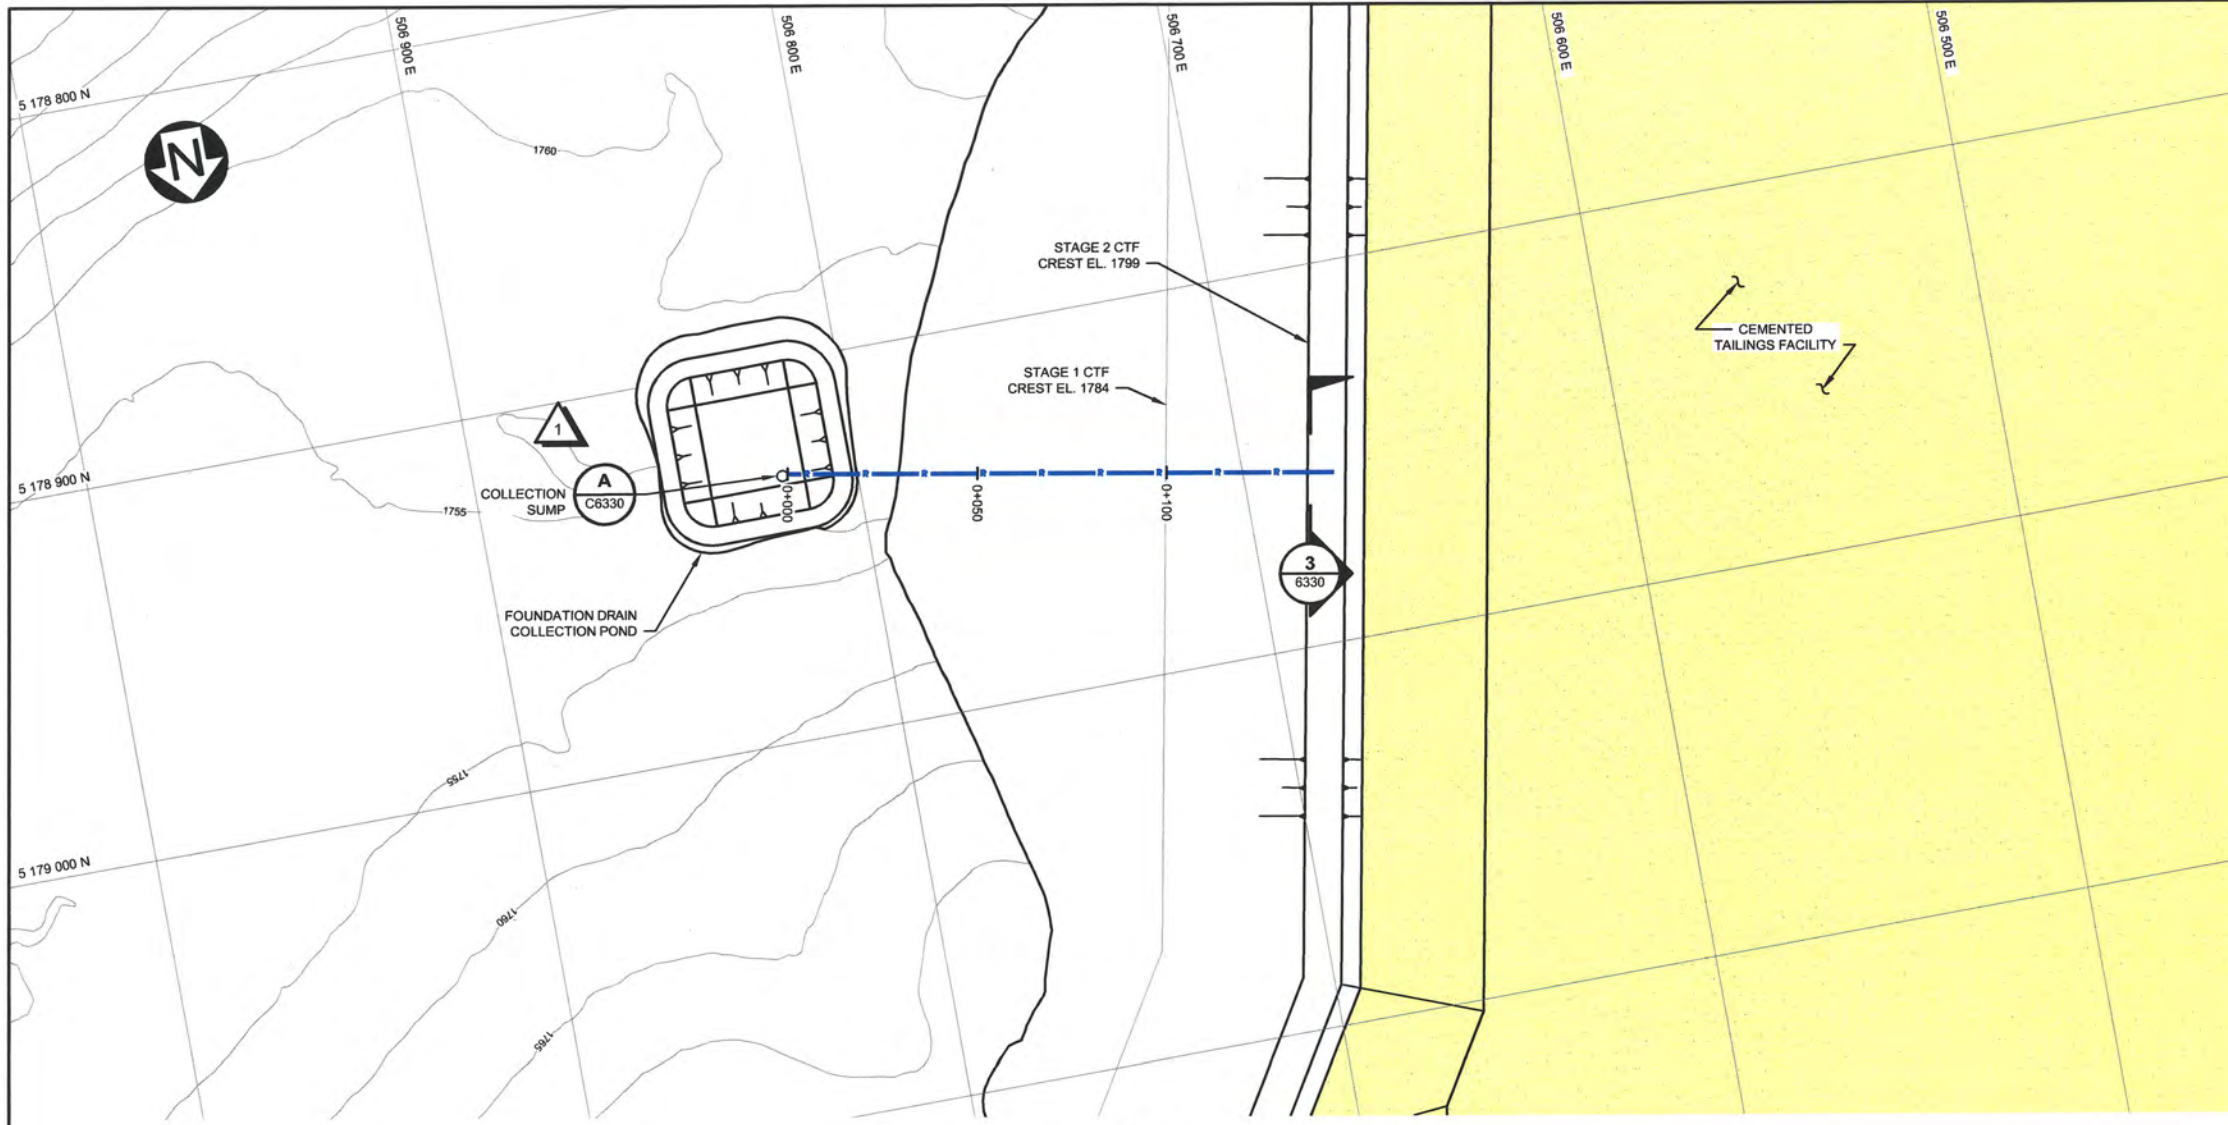 506 900 E
506 800 E
506 700 E
506 600 E
506 500 E
5 178 800 N
N
1760
STAGE 2 CTF
CREST EL. 1799
CEMENTED
TAILINGS FACILITY
STAGE 1 CTF
CREST EL. 1784
1
A
C6330
COLLECTION
SUMP
5 178 900 N
1755
R R R R R R R R R
0+000
0+050
0+100
3
6330
FOUNDATION DRAIN
COLLECTION POND
1755
5 179 000 N
1760
1765